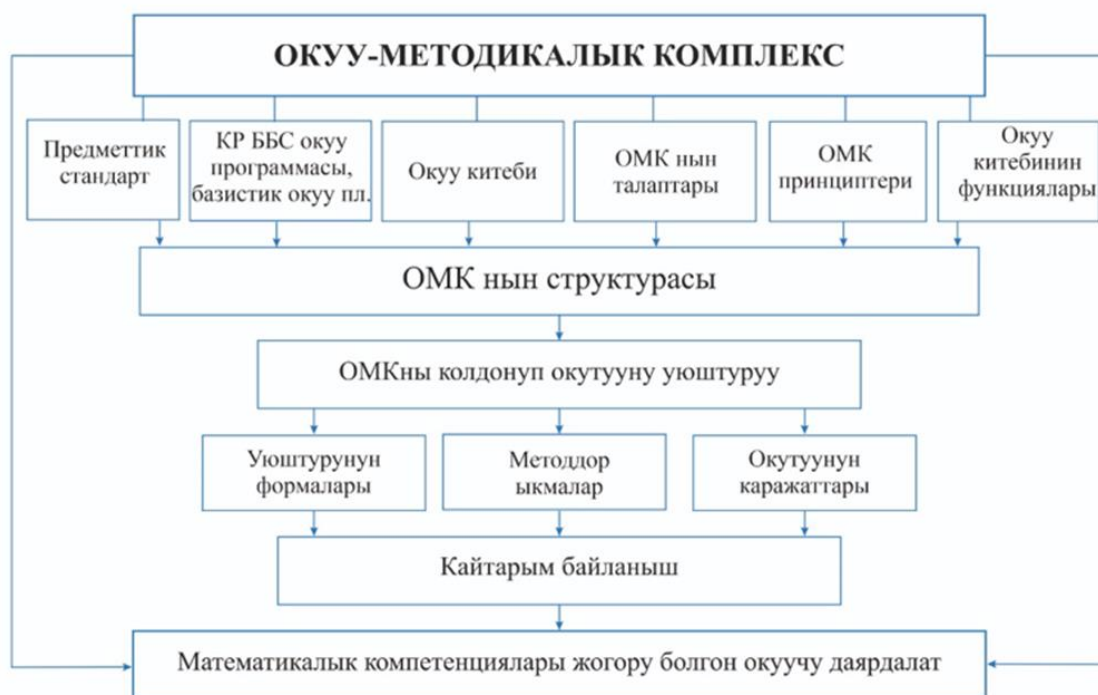 ОКУУ-МЕТОДИКАЛЫК КОМПЛЕКС
Предметтик
стандарт
КР ББС окуу
программасы,
базистик окуу пл.
Окуу китеби
ОМК нын
талаптары
ОМК
принциптери
Окуу
китебинин
функциялары
ОМК нын структурасы
ОМКны колдонуп окутууну уюштуруу
Уюштурунун
формалары
Методдор
ыкмалар
Окутуунун
каражаттары
Кайтарым байланыш
Математикалык компетенциялары жогору болгон окуучу даярдалат